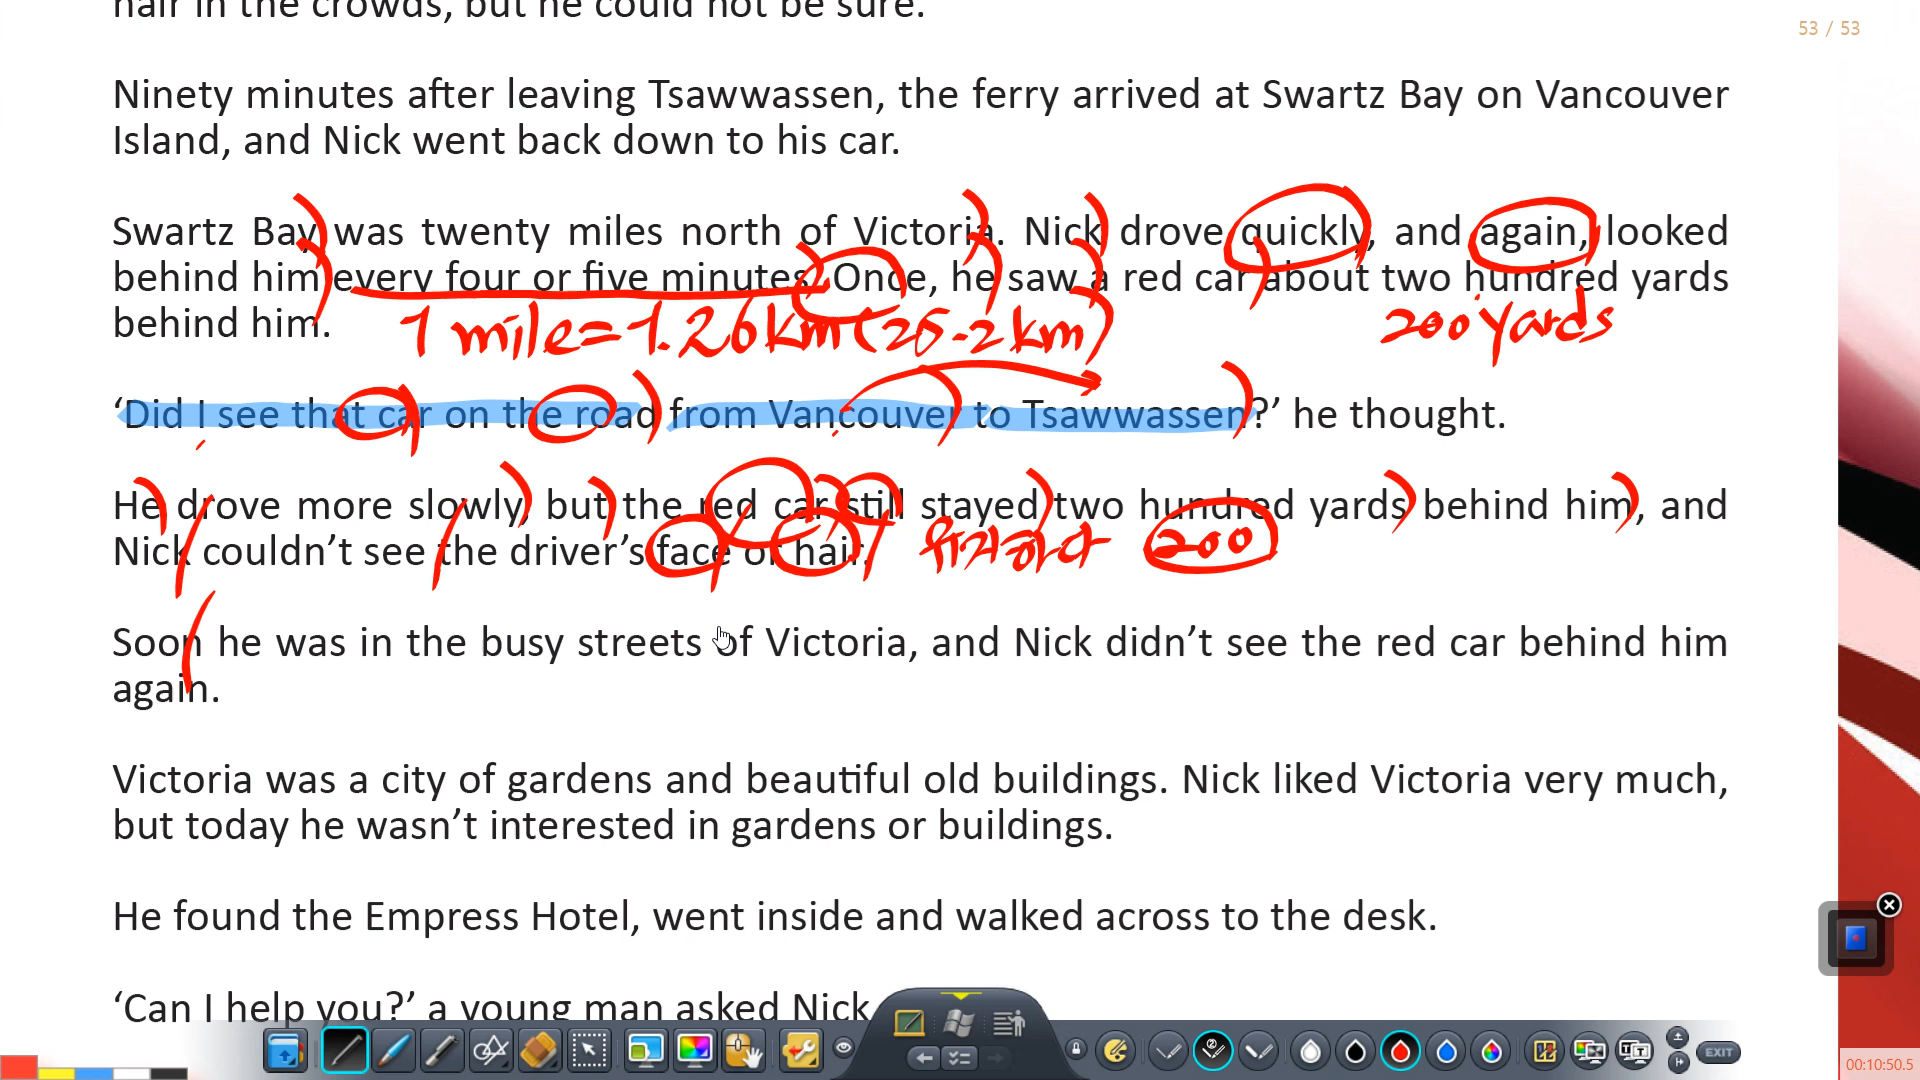 hair in the crowds, but he could not be sure.
53 / 53
Ninety minutes after leaving Tsawwassen, the ferry arrived at Swartz Bay on Vancouver
Island, and Nick went back down to his car.
Swartz Bay was twenty miles north of Victoria. Nick drove quickly, and again, looked
behind him every four or five minutes. Once, he saw a red car about two hundred yards
behind him.
1 mile = 1.26 km (25.2 km)
200 yards
‘Did I see that car on the road from Vancouver to Tsawwassen?’ he thought.
He drove more slowly, but the red car still stayed two hundred yards behind him, and
Nick couldn’t see the driver’s face or hair.
200
Soon he was in the busy streets of Victoria, and Nick didn’t see the red car behind him
again.
Victoria was a city of gardens and beautiful old buildings. Nick liked Victoria very much,
but today he wasn’t interested in gardens or buildings.
He found the Empress Hotel, went inside and walked across to the desk.
‘Can I help you?’ a young man asked Nick
EXIT
00:10:50.5